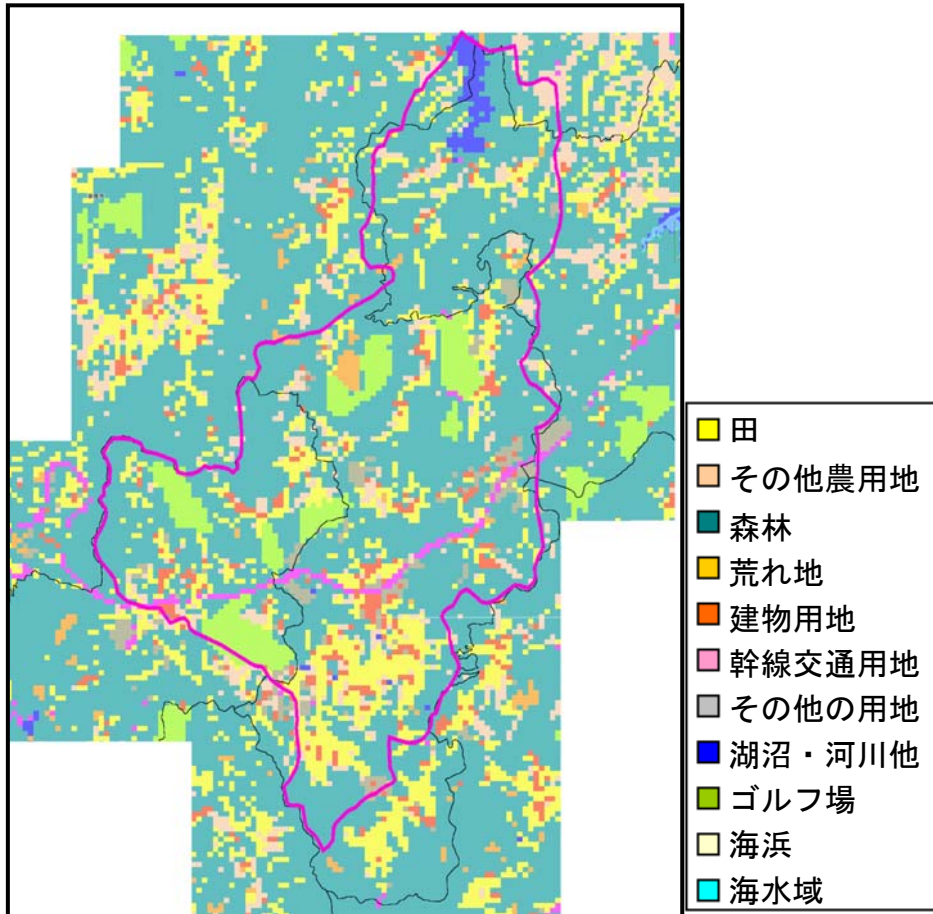 田
その他農用地
森林
荒れ地
建物用地
幹線交通用地
その他の用地
湖沼・河川他
ゴルフ場
海浜
海水域